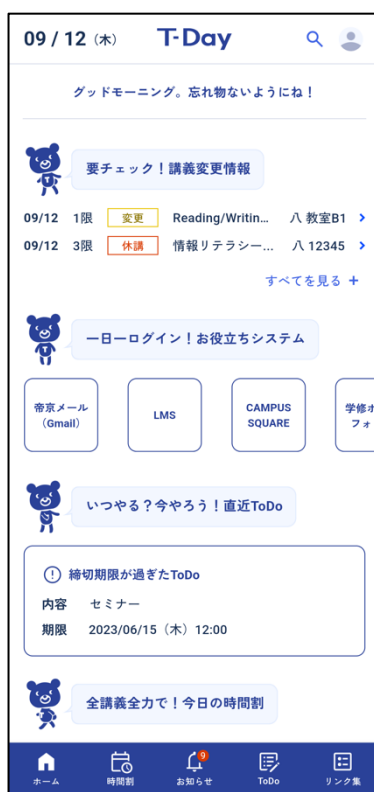 09 / 12 (木) T-Day
グッドモーニング。忘れ物ないようにね！
要チェック！講義変更情報
09/12 1限 変更 Reading/Writin... 八 教室B1
09/12 3限 休講 情報リテラシー... 八 12345
すべてを見る +
一日一ログイン！お役立ちシステム
帝京メール
(Gmail)
LMS
CAMPUS
SQUARE
学修ポ
フォ
いつやる？今やろう！直近ToDo
締切期限が過ぎたToDo
内容 セミナー
期限 2023/06/15（木）12:00
全講義全力で！今日の時間割
9
ホーム 時間割 お知らせ ToDo リンク集